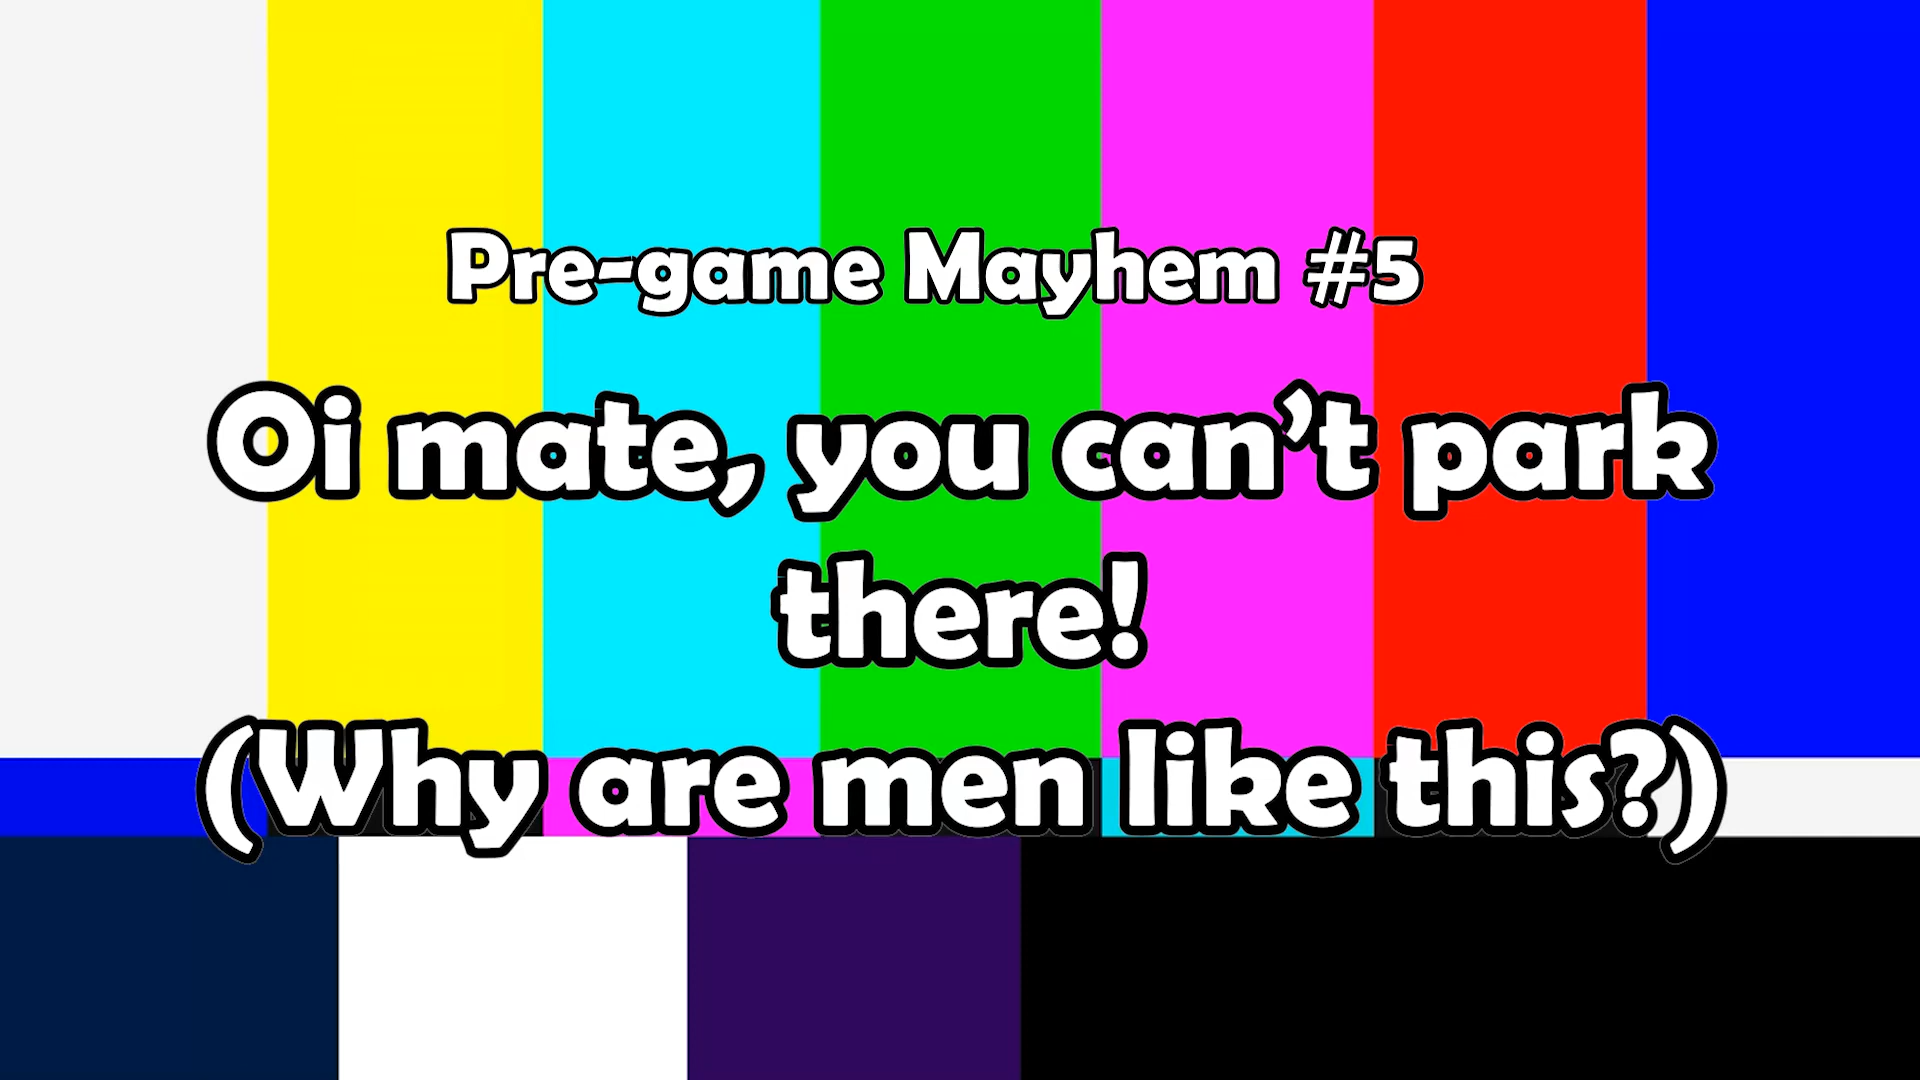 Pre-game Mayhem #5
Oi mate, you can’t park
there!
(Why are men like this?)